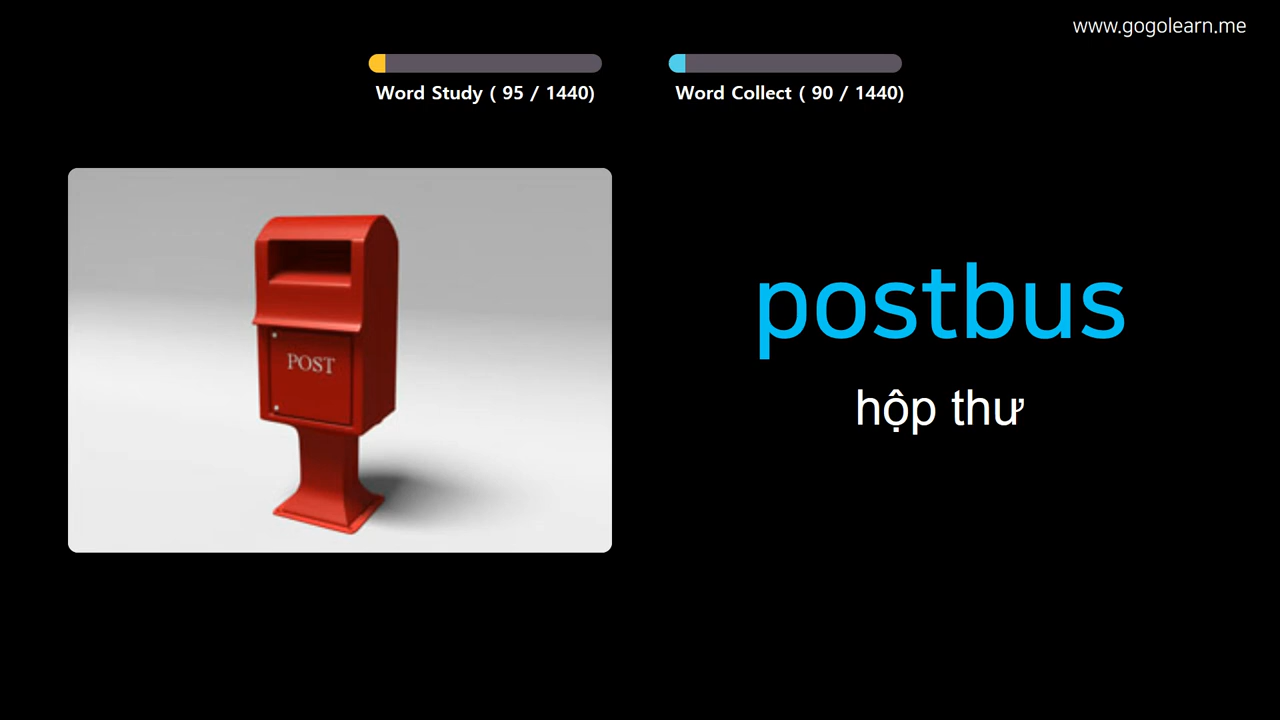 www.gogolearn.me
Word Study ( 95 / 1440)
Word Collect ( 90 / 1440)
POST
postbus
hộp thư